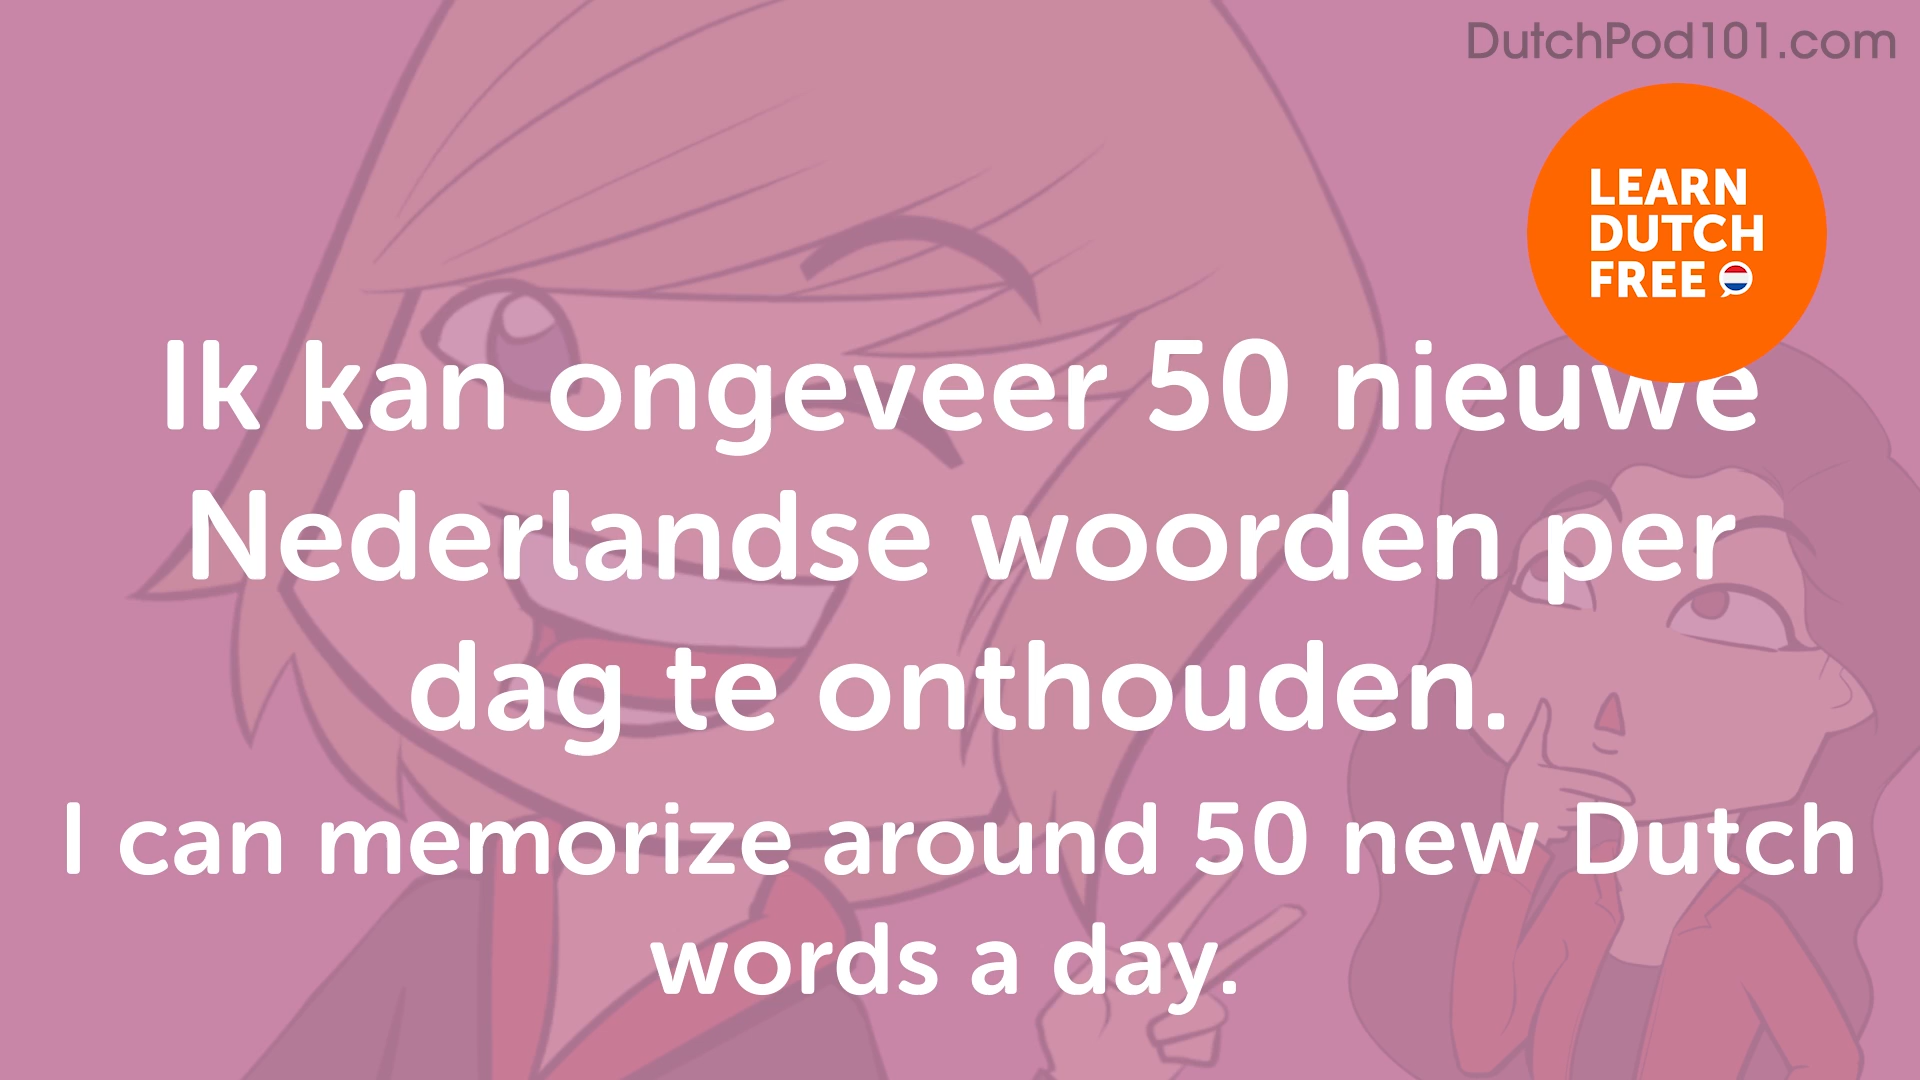 DutchPod101.com
LEARN
DUTCH
FREE
Ik kan ongeveer 50 nieuwe
Nederlandse woorden per
dag te onthouden.
I can memorize around 50 new Dutch
words a day.